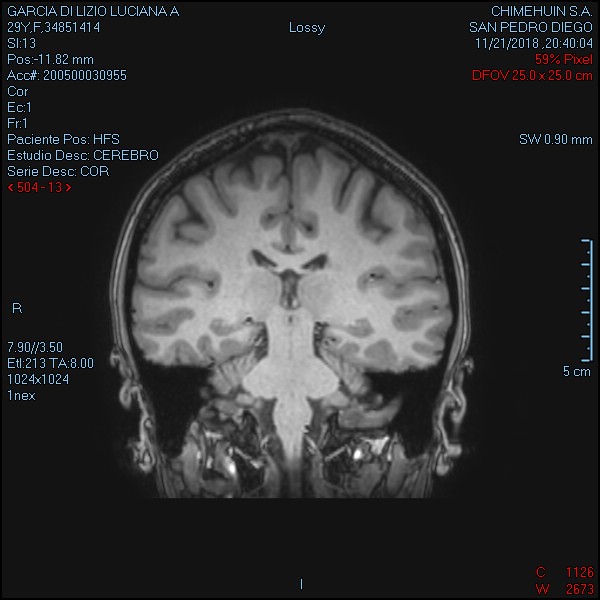 GARCIA DI LIZIO LUCIANA A
29Y,F,34851414
Sl:13
Pos:-11.82 mm
Acc#: 200500030955
Cor
Ec:1
Fr:1
Paciente Pos: HFS
Estudio Desc: CEREBRO
Serie Desc: COR
< 504 - 13 >
Lossy
CHIMEHUIN S.A.
SAN PEDRO DIEGO
11/21/2018 ,20:40:04
59% Pixel
DFOV 25.0 x 25.0 cm
SW 0.90 mm
R
5 cm
7.90//3.50
Etl:213 TA:8.00
1024x1024
1nex
I
C 1126
W 2673